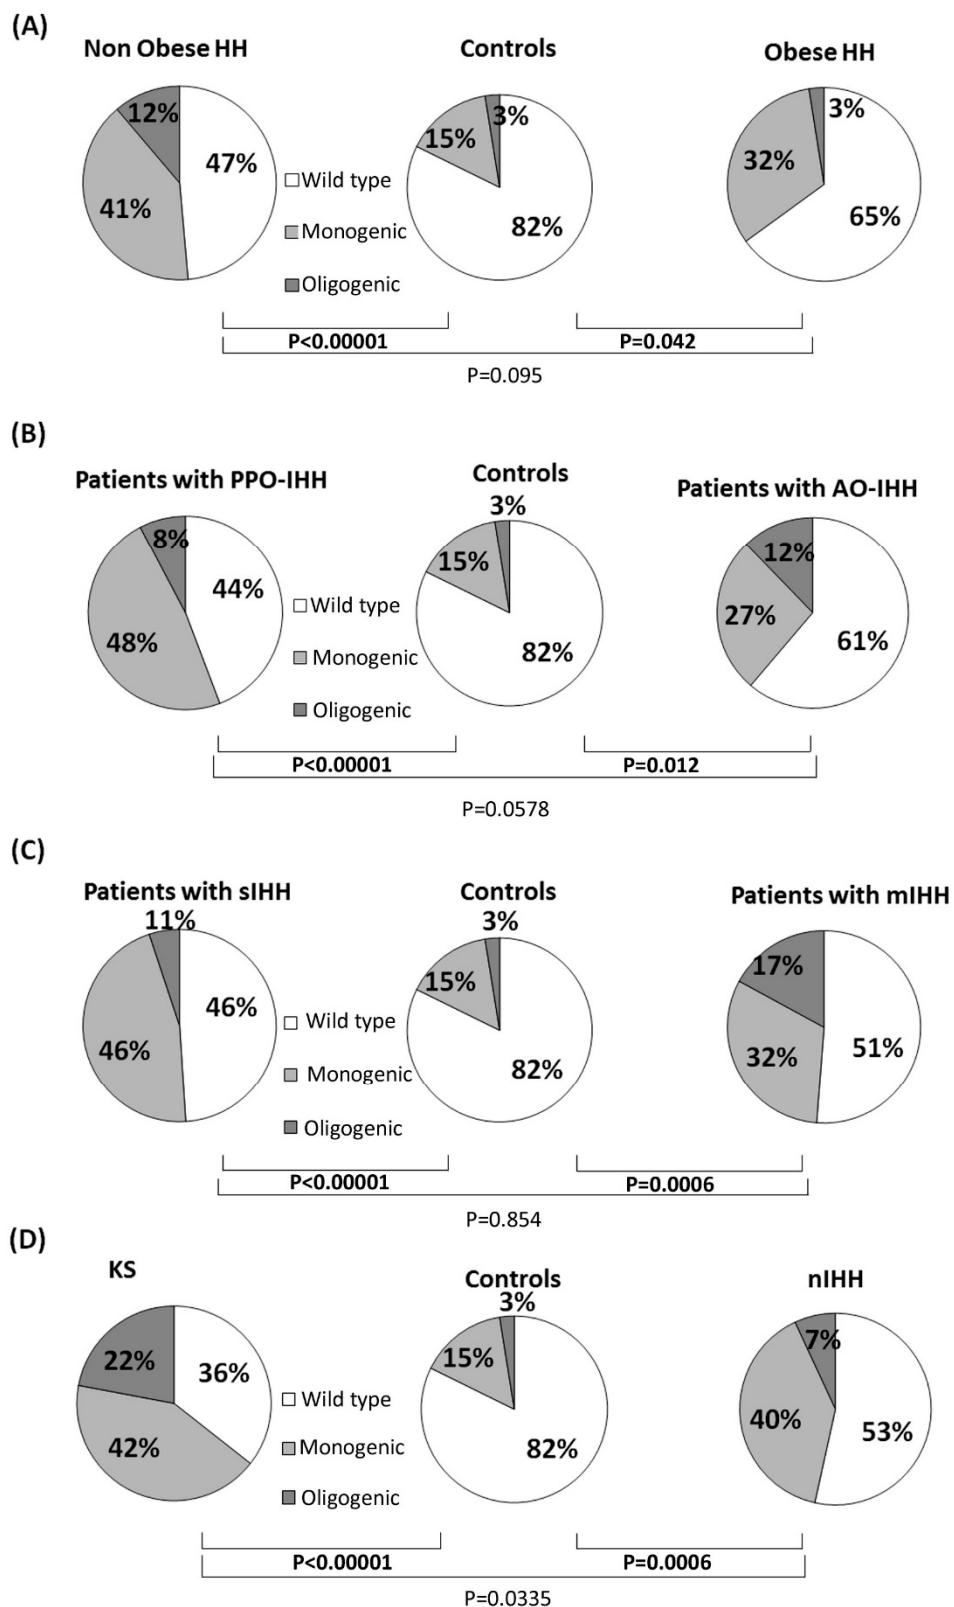 (A)
Non Obese HH
Controls
Obese HH
12%
47%
41%
Wild type
Monogenic
Oligogenic
3%
15%
82%
3%
32%
65%
P<0.00001
P=0.042
P=0.095
(B)
Patients with PPO-IHH
Controls
Patients with AO-IHH
8%
44%
48%
Wild type
Monogenic
Oligogenic
3%
15%
82%
12%
27%
61%
P<0.00001
P=0.012
P=0.0578
(C)
Patients with sIHH
Controls
Patients with mIHH
11%
46%
46%
Wild type
Monogenic
Oligogenic
3%
15%
82%
17%
32%
51%
P<0.00001
P=0.0006
P=0.854
(D)
KS
Controls
nIHH
22%
36%
42%
Wild type
Monogenic
Oligogenic
3%
15%
82%
7%
40%
53%
P<0.00001
P=0.0006
P=0.0335